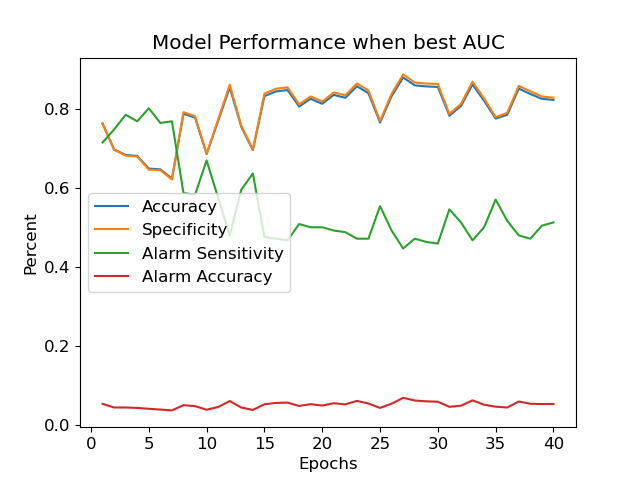 Model Performance when best AUC
Percent
0.8
0.6
0.4
0.2
0.0
Accuracy
Specificity
Alarm Sensitivity
Alarm Accuracy
0 5 10 15 20 25 30 35 40
Epochs